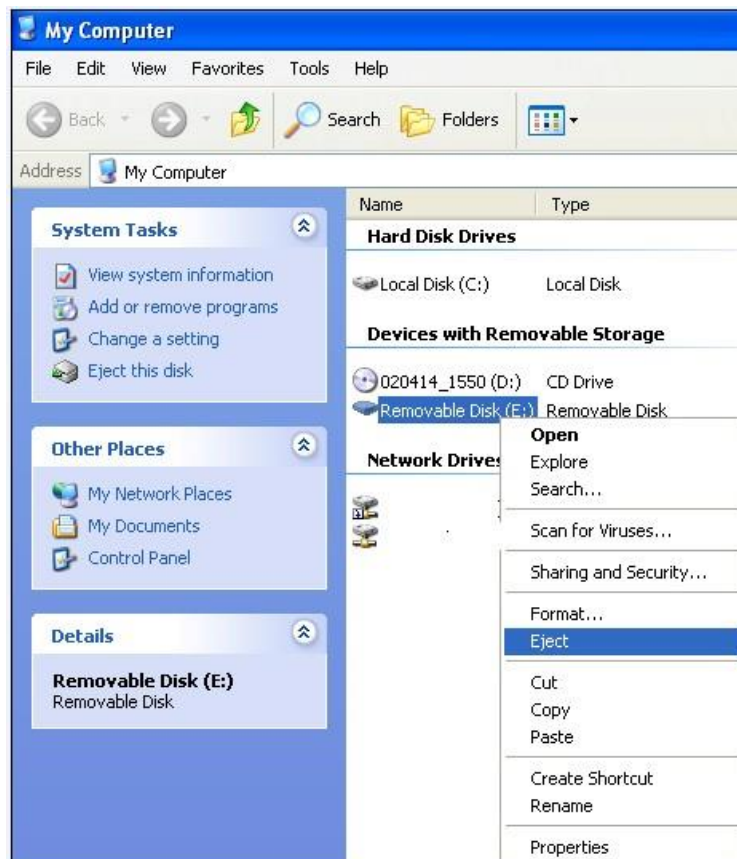 My Computer
File Edit View Favorites Tools Help
Back Search Folders
Address My Computer
System Tasks
View system information
Add or remove programs
Change a setting
Eject this disk
Other Places
My Network Places
My Documents
Control Panel
Details
Removable Disk (E:)
Removable Disk
Name Type
Hard Disk Drives
Local Disk (C:) Local Disk
Devices with Removable Storage
020414_1550 (D:) CD Drive
Removable Disk (E:) Removable Disk
Network Drives
Open
Explore
Search...
Scan for Viruses...
Sharing and Security...
Format...
Eject
Cut
Copy
Paste
Create Shortcut
Rename
Properties